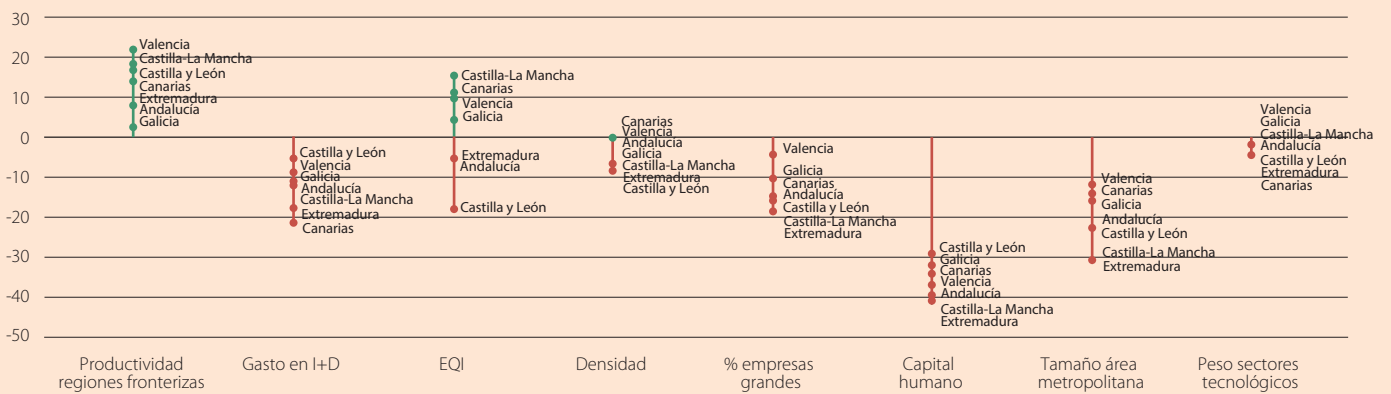 30
20
10
0
-10
-20
-30
-40
-50
Valencia
Castilla-La Mancha
Castilla y León
Canarias
Extremadura
Andalucía
Galicia
Castilla y León
Valencia
Galicia
Andalucía
Castilla-La Mancha
Extremadura
Canarias
Castilla-La Mancha
Canarias
Valencia
Galicia
Extremadura
Andalucía
Castilla y León
Canarias
Valencia
Andalucía
Galicia
Castilla-La Mancha
Extremadura
Castilla y León
Valencia
Galicia
Canarias
Andalucía
Castilla y León
Castilla-La Mancha
Extremadura
Castilla y León
Galicia
Canarias
Valencia
Andalucía
Castilla-La Mancha
Extremadura
Valencia
Canarias
Galicia
Andalucía
Castilla y León
Castilla-La Mancha
Extremadura
Valencia
Galicia
Castilla-La Mancha
Andalucía
Castilla y León
Extremadura
Canarias
Productividad
regiones fronterizas
Gasto en I+D
EQI
Densidad
% empresas
grandes
Capital
humano
Tamaño área
metropolitana
Peso sectores
tecnológicos